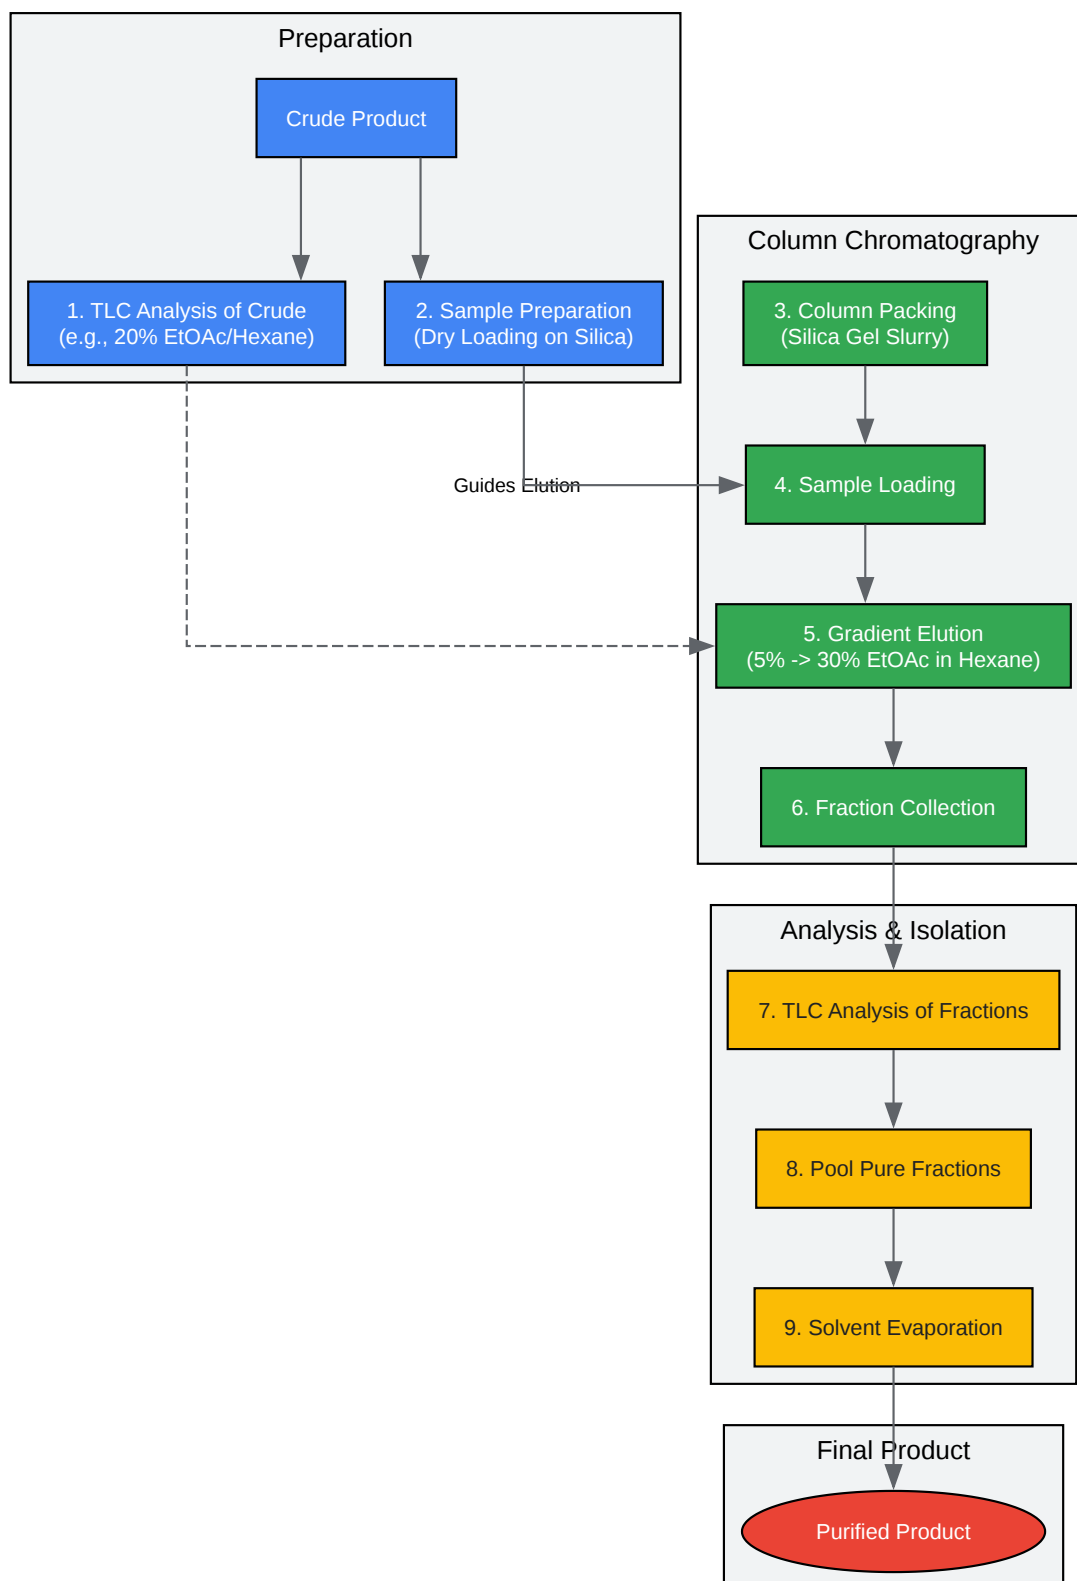 Preparation
Crude Product
1. TLC Analysis of Crude
(e.g., 20% EtOAc/Hexane)
2. Sample Preparation
(Dry Loading on Silica)
Column Chromatography
3. Column Packing
(Silica Gel Slurry)
Guides Elution
4. Sample Loading
5. Gradient Elution
(5% -> 30% EtOAc in Hexane)
6. Fraction Collection
Analysis & Isolation
7. TLC Analysis of Fractions
8. Pool Pure Fractions
9. Solvent Evaporation
Final Product
Purified Product